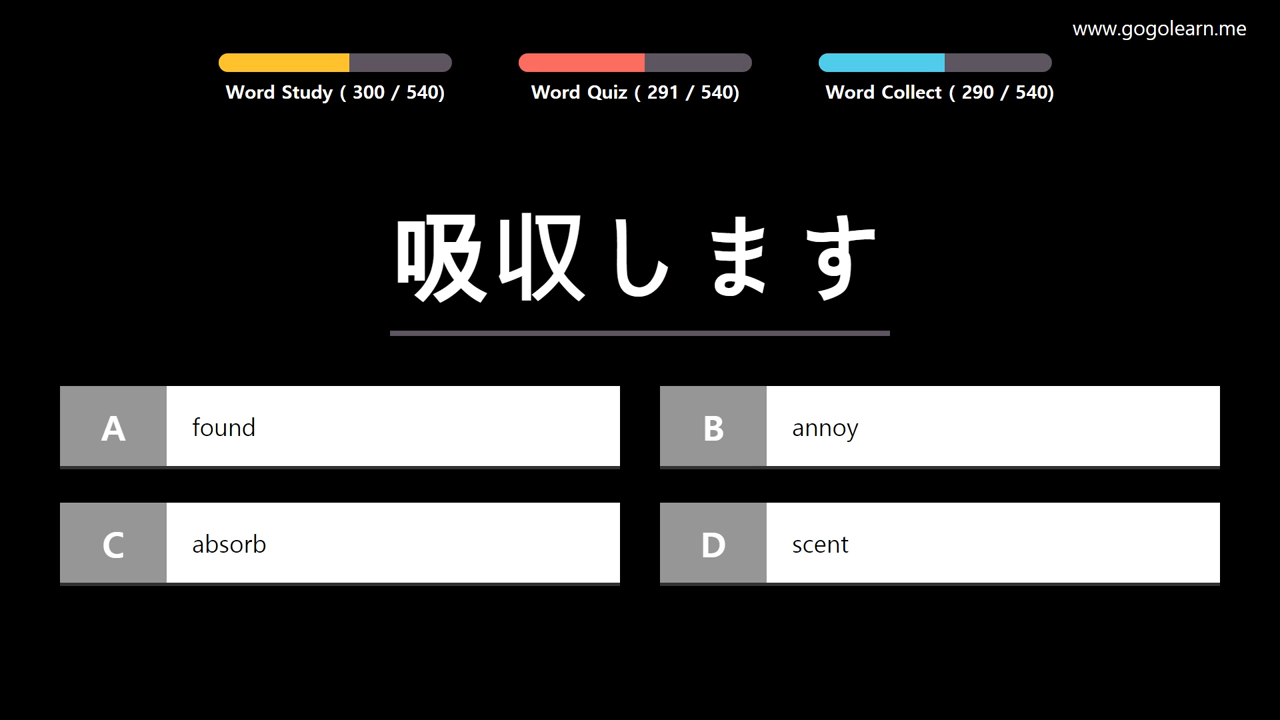 www.gogolearn.me
Word Study ( 300 / 540)
Word Quiz ( 291 / 540)
Word Collect ( 290 / 540)
吸収します
A found
B annoy
C absorb
D scent